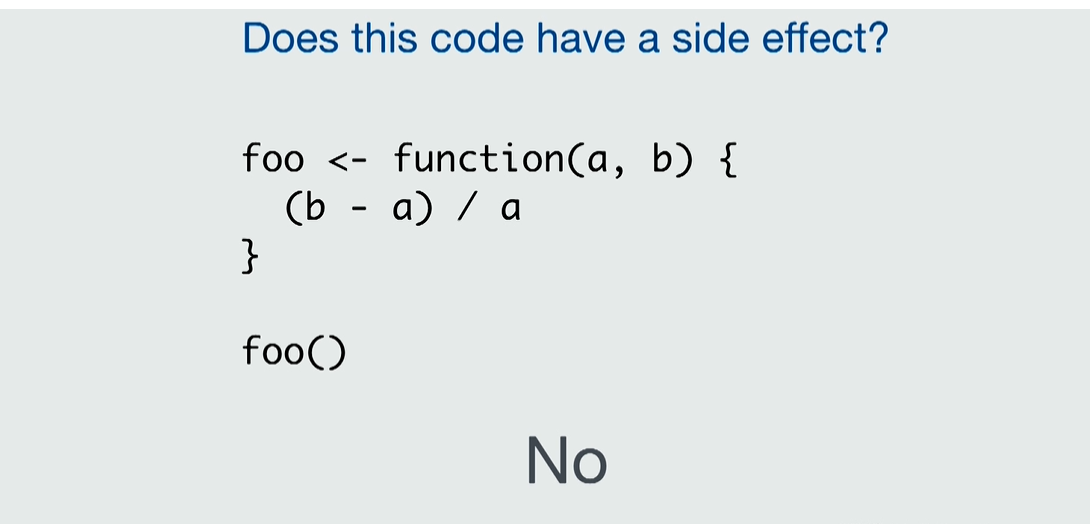 Does this code have a side effect?
foo <- function(a, b) {
  (b - a) / a
}
foo()
No